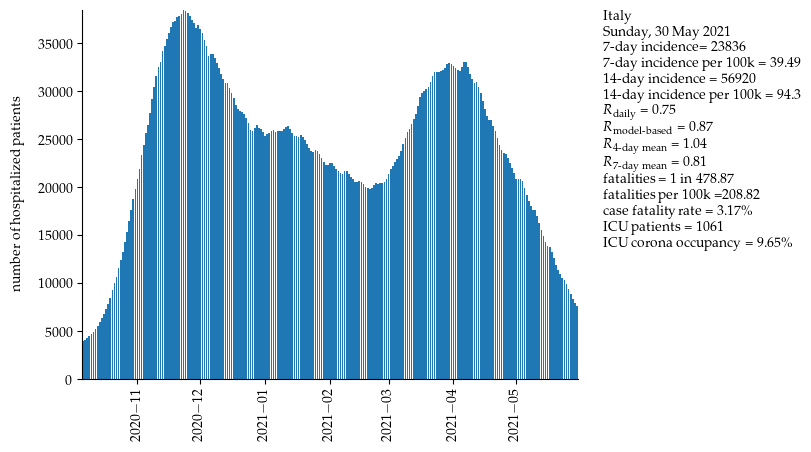 Italy
Sunday, 30 May 2021
7-day incidence= 23836
7-day incidence per 100k = 39.49
14-day incidence = 56920
14-day incidence per 100k = 94.3
R_daily = 0.75
R_model-based = 0.87
R_4-day mean = 1.04
R_7-day mean = 0.81
fatalities = 1 in 478.87
fatalities per 100k =208.82
case fatality rate = 3.17%
ICU patients = 1061
ICU corona occupancy = 9.65%
number of hospitalized patients
35000
30000
25000
20000
15000
10000
5000
0
2020−11
2020−12
2021−01
2021−02
2021−03
2021−04
2021−05